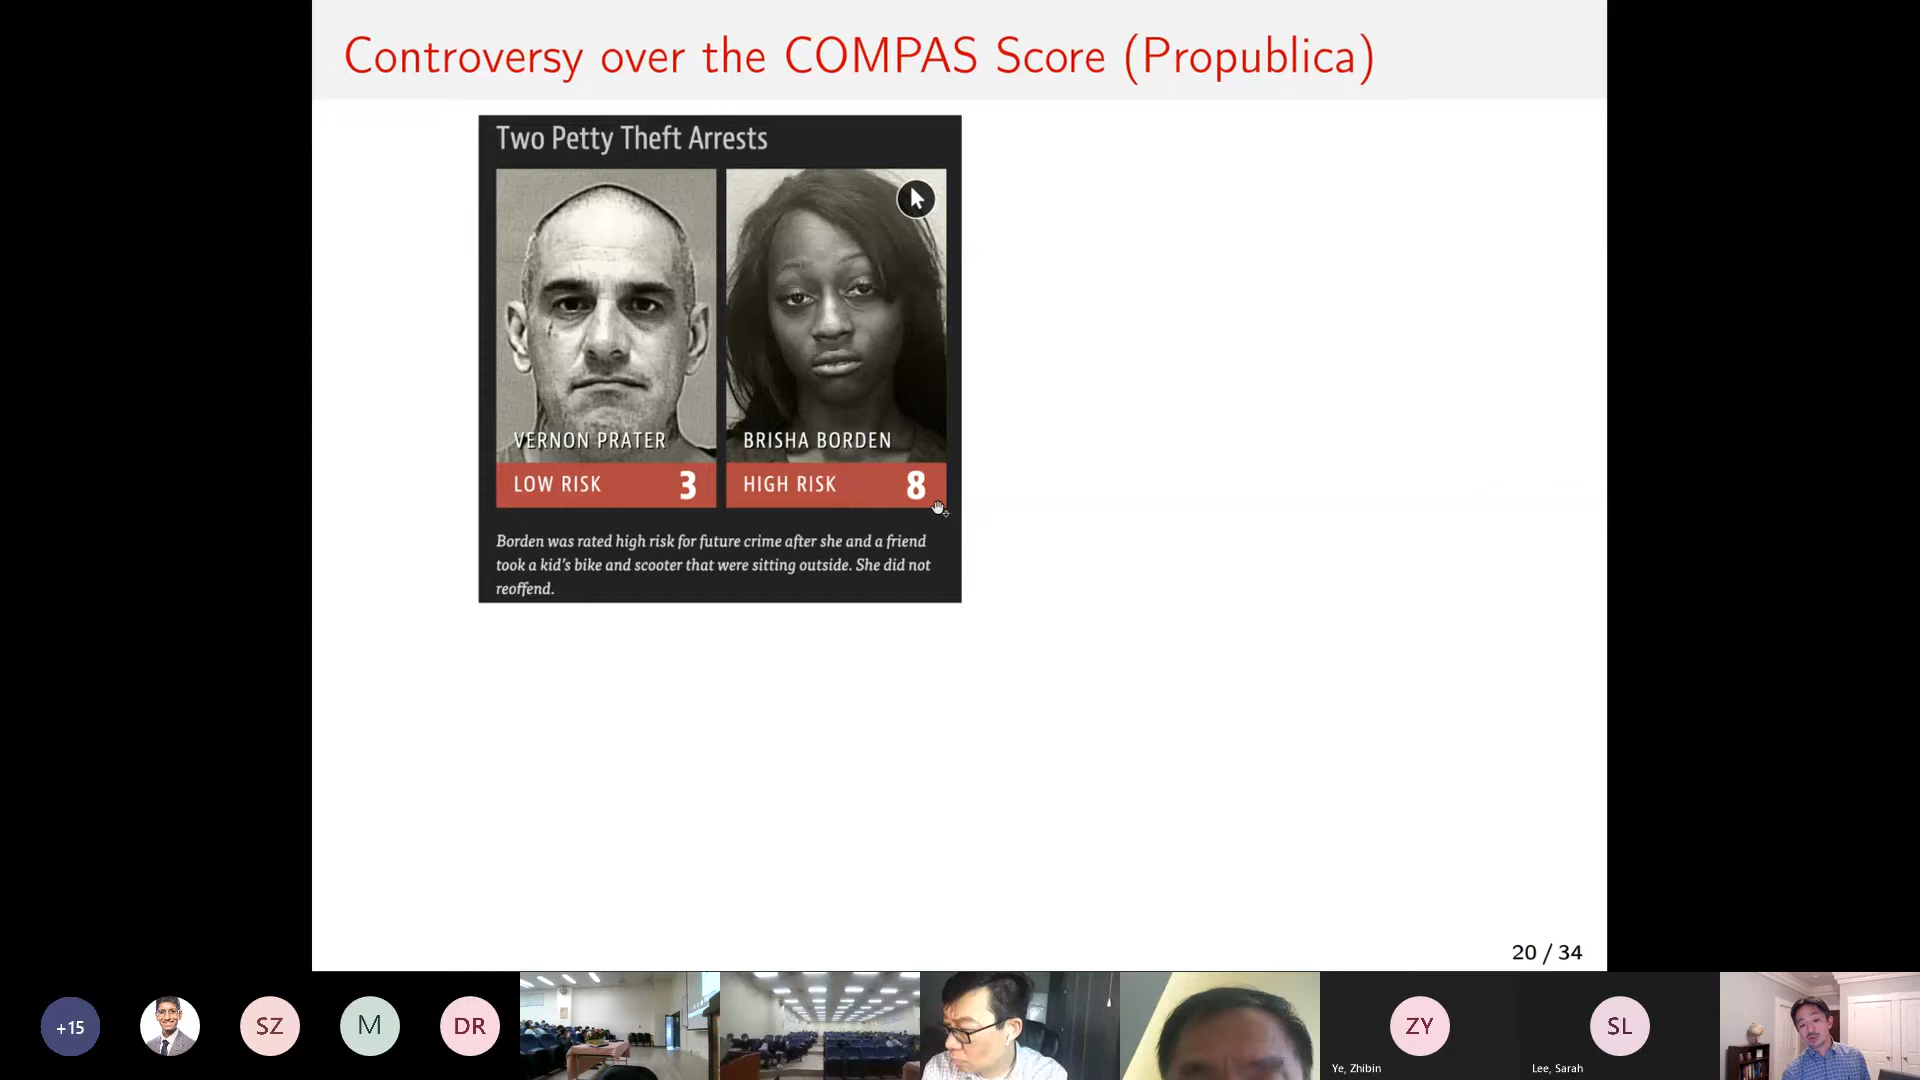 Controversy over the COMPAS Score (Propublica)
Two Petty Theft Arrests
VERNON PRATER
BRISHA BORDEN
LOW RISK 3
HIGH RISK 8
Borden was rated high risk for future crime after she and a friend
took a kid's bike and scooter that were sitting outside. She did not
reoffend.
20 / 34
+15
SZ
M
DR
ZY
SL
Ye, Zhibin
Lee, Sarah